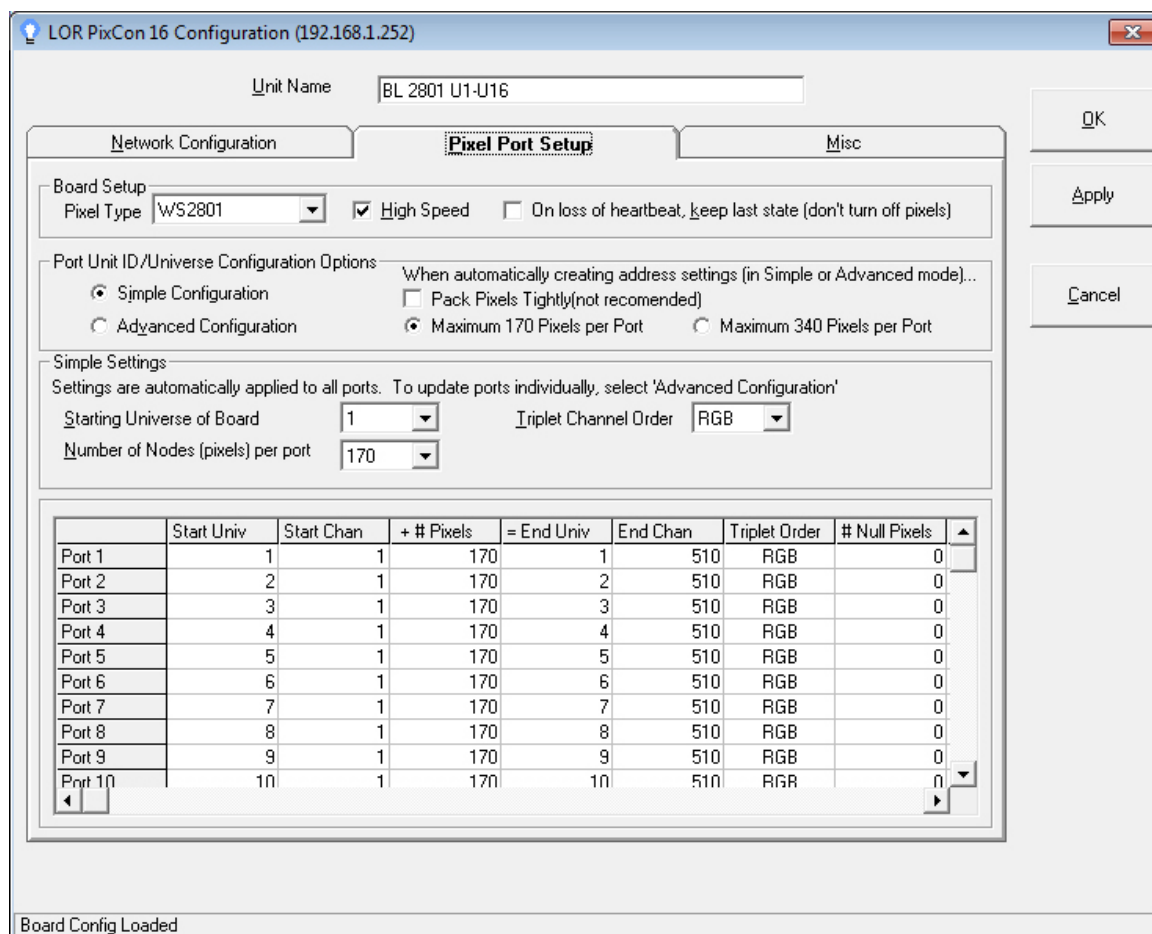 LOR PixCon 16 Configuration (192.168.1.252)
Unit Name BL 2801 U1-U16
OK
Network Configuration Pixel Port Setup Misc
Apply
Board Setup
Pixel Type WS2801 High Speed On loss of heartbeat, keep last state (don't turn off pixels)
Port Unit ID/Universe Configuration Options When automatically creating address settings (in Simple or Advanced mode)...
Simple Configuration Pack Pixels Tightly(not recomended)
Cancel
Advanced Configuration Maximum 170 Pixels per Port Maximum 340 Pixels per Port
Simple Settings
Settings are automatically applied to all ports. To update ports individually, select 'Advanced Configuration'
Starting Universe of Board 1 Triplet Channel Order RGB
Number of Nodes (pixels) per port 170
Start Univ Start Chan + # Pixels = End Univ End Chan Triplet Order # Null Pixels
Port 1 1 1 170 1 510 RGB 0
Port 2 2 1 170 2 510 RGB 0
Port 3 3 1 170 3 510 RGB 0
Port 4 4 1 170 4 510 RGB 0
Port 5 5 1 170 5 510 RGB 0
Port 6 6 1 170 6 510 RGB 0
Port 7 7 1 170 7 510 RGB 0
Port 8 8 1 170 8 510 RGB 0
Port 9 9 1 170 9 510 RGB 0
Port 10 10 1 170 10 510 RGB 0
Board Config Loaded